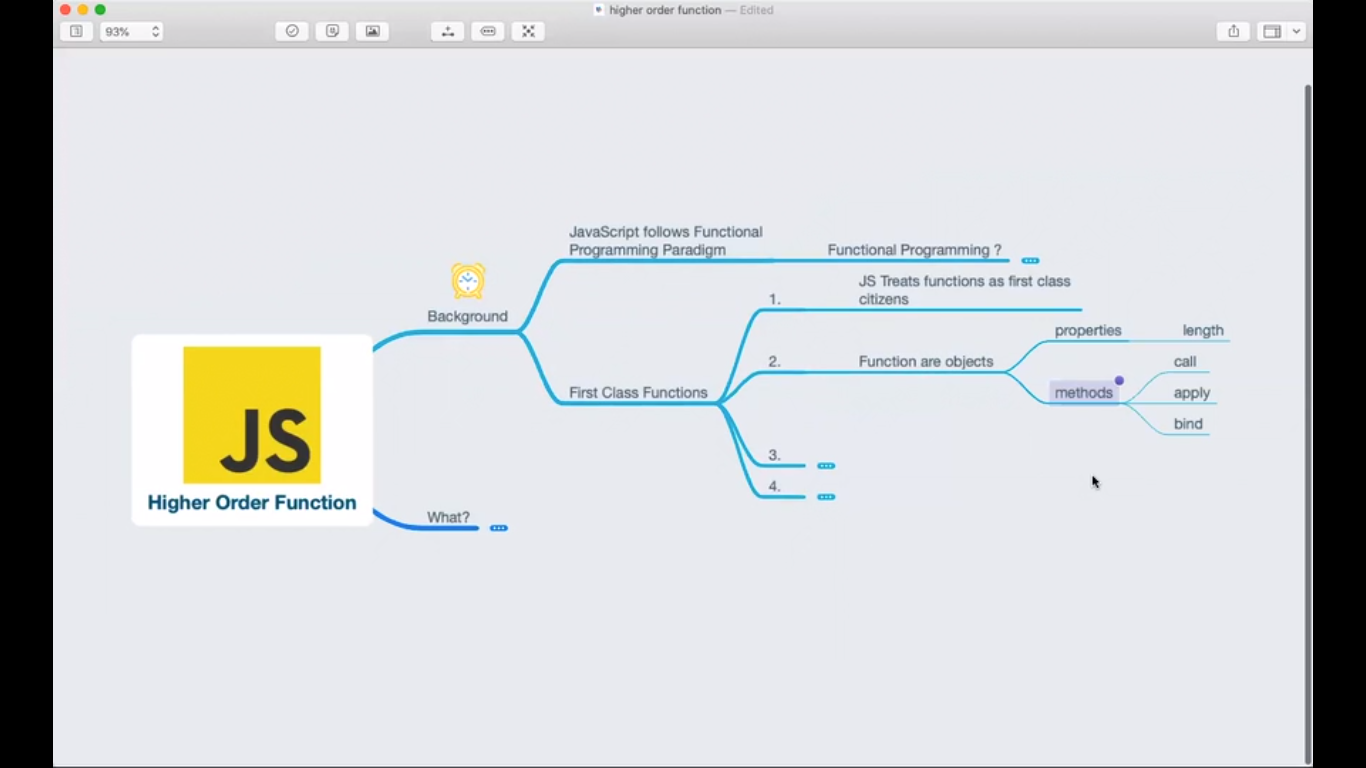 higher order function — Edited
93%
JavaScript follows Functional
Programming Paradigm
Functional Programming ?
Background
1.
JS Treats functions as first class
citizens
2.
Function are objects
properties
length
methods
call
apply
bind
First Class Functions
3.
4.
JS
Higher Order Function
What?